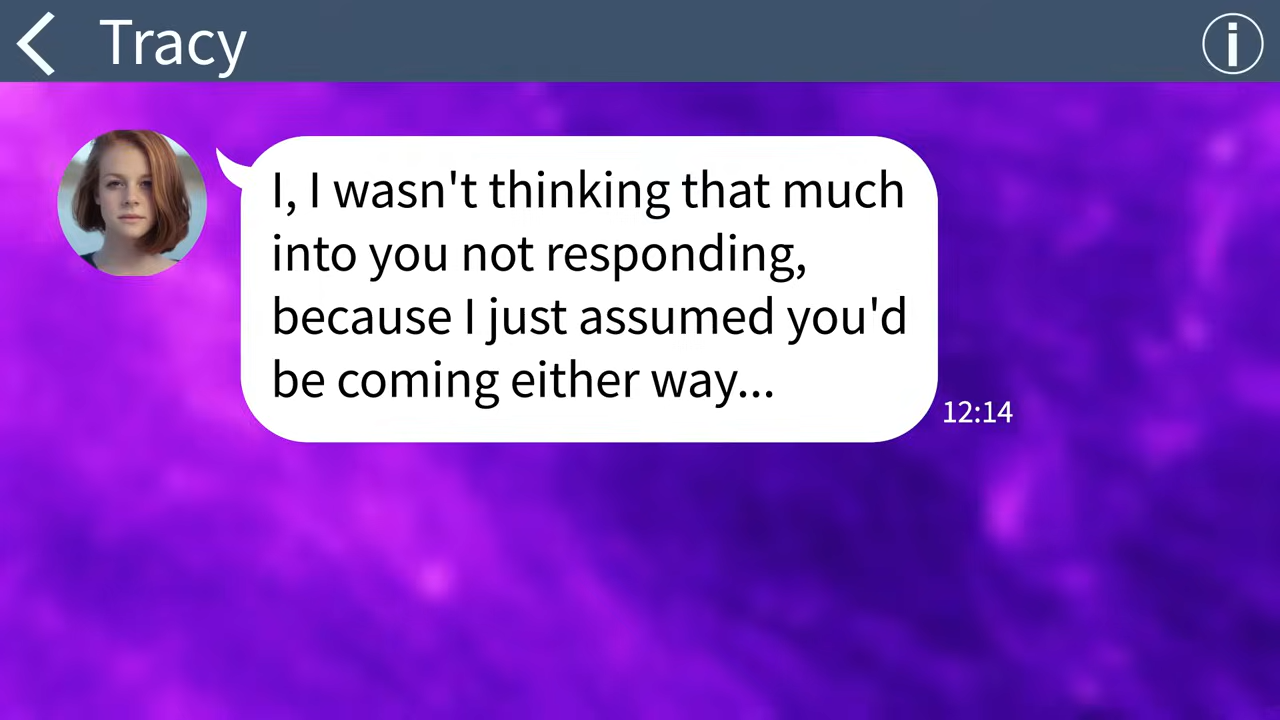 Tracy
I, I wasn't thinking that much
into you not responding,
because I just assumed you'd
be coming either way...
12:14